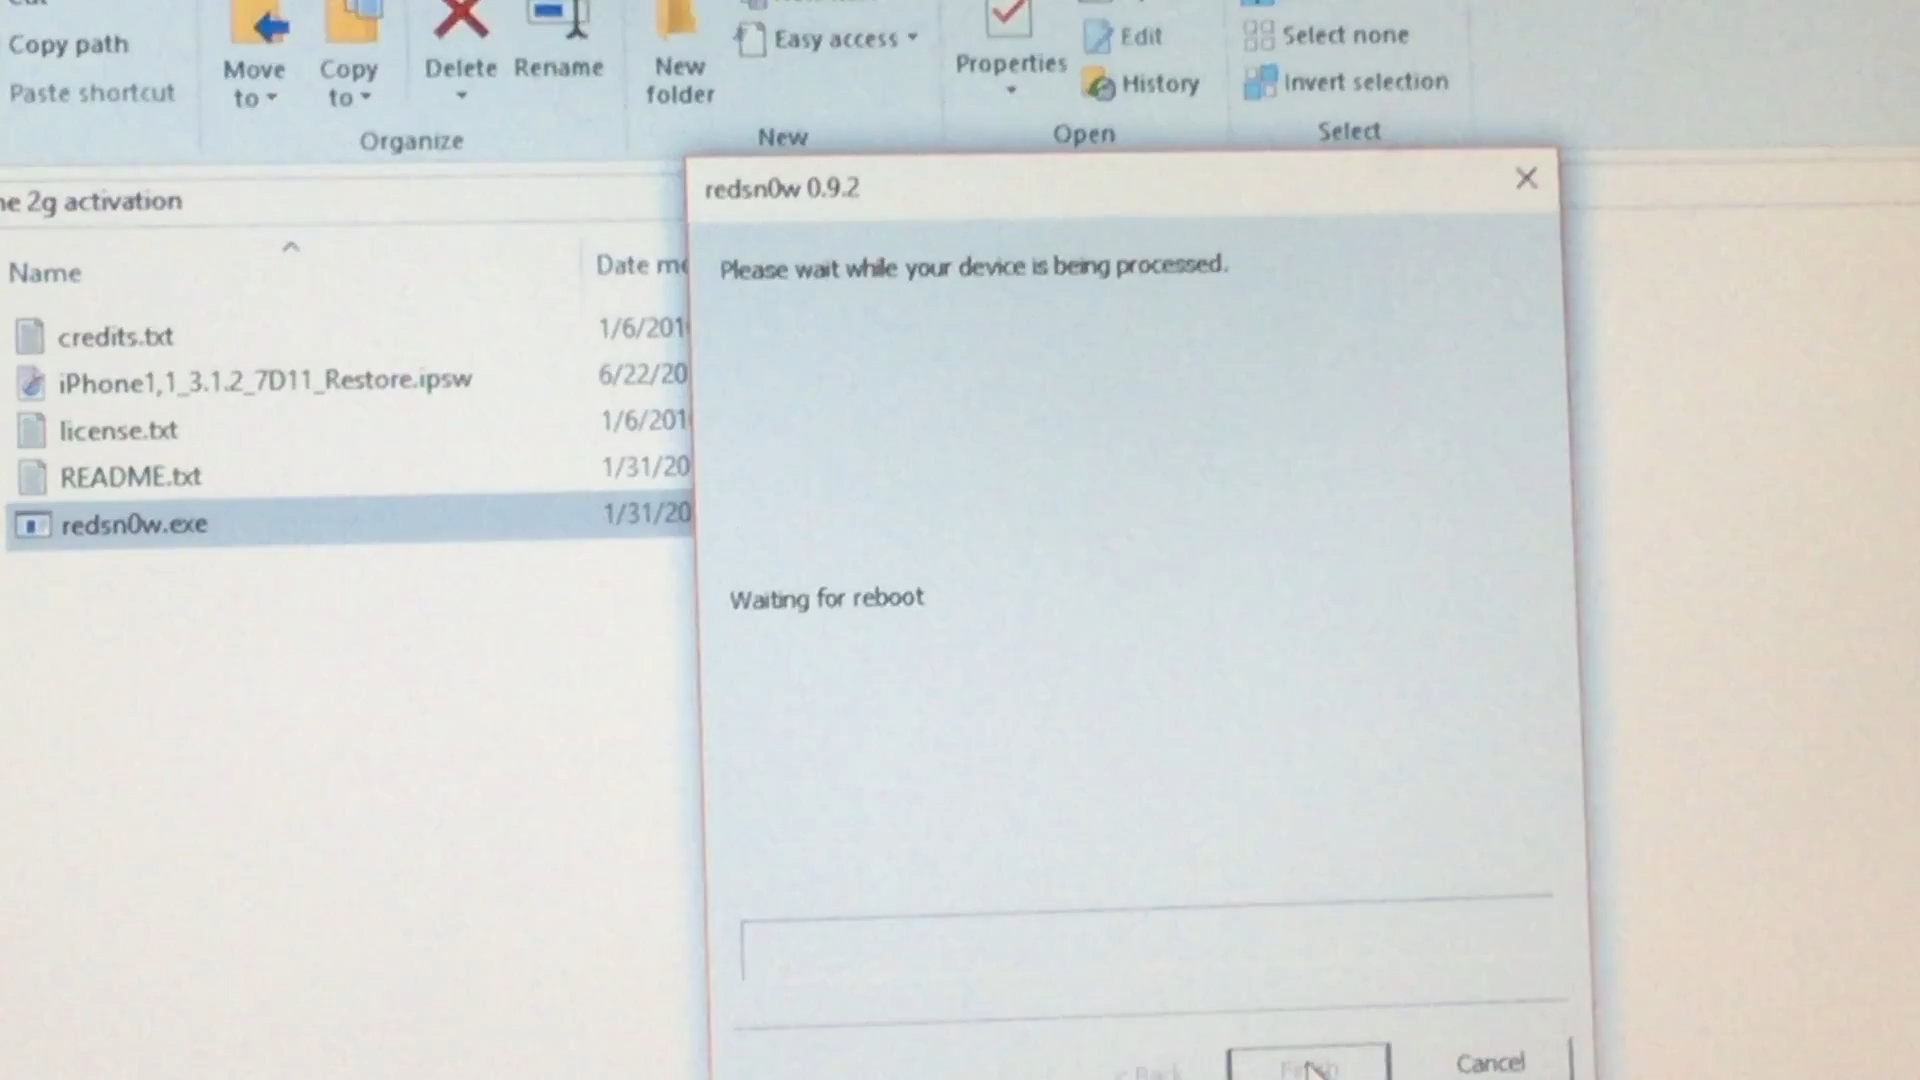 Copy path
Paste shortcut
Move to
Copy to
Delete
Rename
Organize
New folder
Easy access
New
Properties
Edit
History
Open
Select none
Invert selection
Select
2g activation
Name
Date
credits.txt
1/6/201
iPhone1,1_3.1.2_7D11_Restore.ipsw
6/22/20
license.txt
1/6/201
README.txt
1/31/20
redsn0w.exe
1/31/20
redsn0w 0.9.2
Please wait while your device is being processed.
Waiting for reboot
< Back
Finish
Cancel